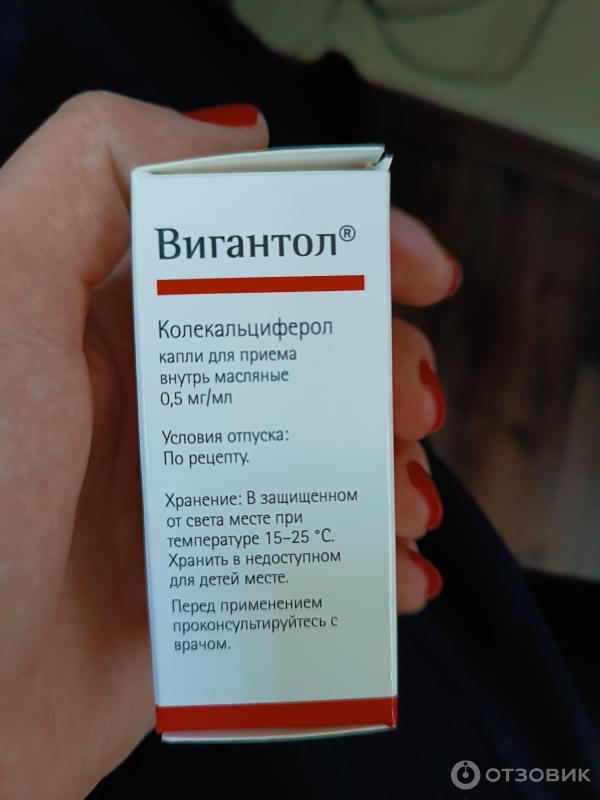 Вигантол®
Колекальциферол
капли для приема
внутрь масляные
0,5 мг/мл
Условия отпуска:
По рецепту.
Хранение: В защищенном
от света месте при
температуре 15–25 °C.
Хранить в недоступном
для детей месте.
Перед применением
проконсультируйтесь с
врачом.
ОТЗОВИК